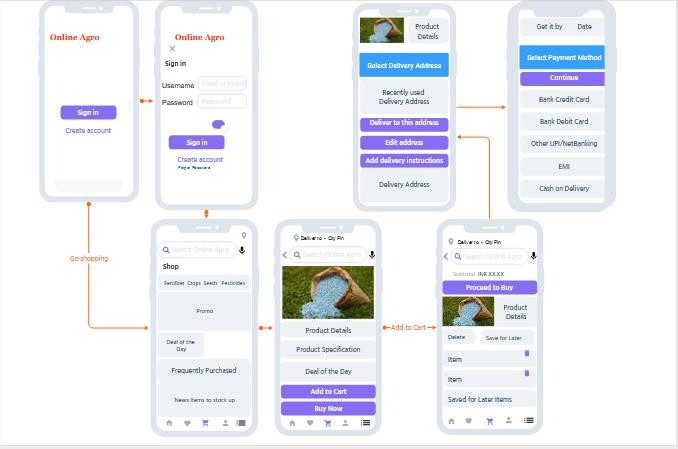 Online Agro
Sign in
Create account
Online Agro
Sign in
Username
Email or mobile
Password
Password
Sign in
Create account
Forgot Password
Product
Details
Select Delivery Address
Recently used
Delivery Address
Deliver to this address
Edit address
Add delivery instructions
Delivery Address
Get it by Date
Select Payment Method
Continue
Bank Credit Card
Bank Debit Card
Other UPI/NetBanking
EMI
Cash on Delivery
Go shopping
Search Online Agro
Shop
Fertilizer Crops Seeds Pesticides
Promo
Deal of the
Day
Frequently Purchased
News Items to stock up
Deliver to - City Pin
Search Online Agro
Product Details
Product Specification
Deal of the Day
Add to Cart
Buy Now
Add to Cart
Deliver to - City Pin
Search Online Agro
Subtotal INR XX.XX
Proceed to Buy
Product
Details
Delete
Save for Later
Item
Item
Saved for Later Items